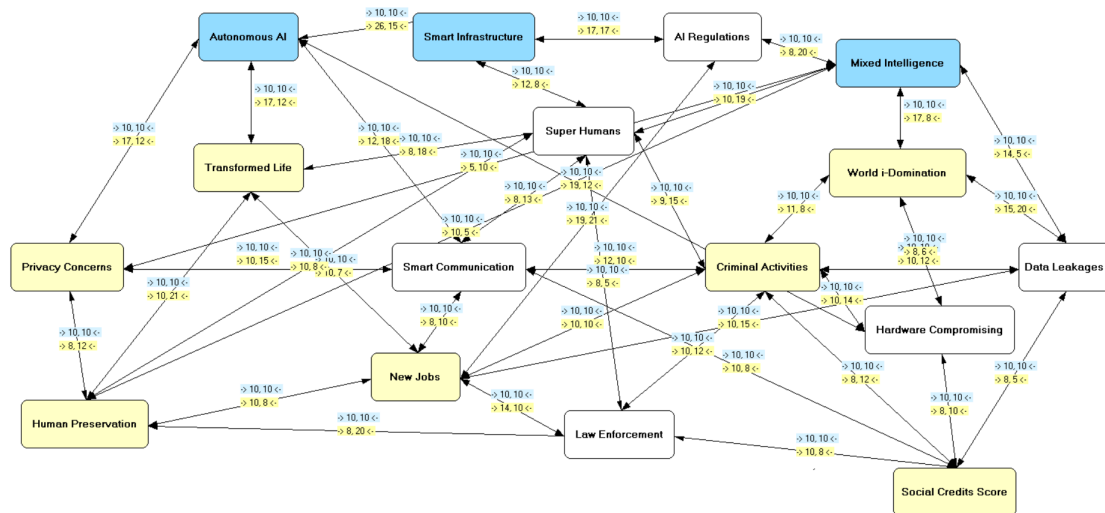 Autonomous AI
-> 10, 10 <-
-> 26, 15 <-
Smart Infrastructure
-> 10, 10 <-
-> 17, 17 <-
AI Regulations
-> 10, 10 <-
-> 8, 20 <-
Mixed Intelligence
-> 10, 10 <-
-> 17, 12 <-
-> 10, 10 <-
-> 12, 8 <-
-> 10, 10 <-
-> 10, 19 <-
-> 10, 10 <-
-> 17, 8 <-
-> 10, 10 <-
-> 17, 12 <-
-> 10, 10 <-
-> 12, 18 <-
-> 10, 10 <-
-> 8, 18 <-
Super Humans
-> 10, 10 <-
-> 14, 5 <-
Transformed Life
-> 10, 10 <-
-> 5, 10 <-
-> 10, 10 <-
-> 8, 13 <-
-> 10, 10 <-
-> 19, 12 <-
-> 10, 10 <-
-> 9, 15 <-
World i-Domination
-> 10, 10 <-
-> 11, 8 <-
-> 10, 10 <-
-> 15, 20 <-
-> 10, 10 <-
-> 19, 21 <-
-> 10, 10 <-
-> 10, 5 <-
Privacy Concerns
-> 10, 10 <-
-> 10, 15 <-
-> 10, 10 <-
-> 10, 8 <-
-> 10, 7 <-
Smart Communication
-> 10, 10 <-
-> 12, 10 <-
-> 10, 10 <-
-> 8, 5 <-
Criminal Activities
-> 8, 6 <-
-> 10, 12 <-
Data Leakages
-> 10, 10 <-
-> 10, 21 <-
-> 10, 10 <-
-> 10, 14 <-
-> 10, 10 <-
-> 8, 12 <-
-> 10, 10 <-
-> 8, 10 <-
-> 10, 10 <-
-> 10, 10 <-
-> 10, 10 <-
-> 10, 15 <-
Hardware Compromising
-> 10, 10 <-
-> 10, 12 <-
-> 10, 10 <-
-> 10, 8 <-
New Jobs
-> 10, 10 <-
-> 8, 12 <-
-> 10, 10 <-
-> 8, 5 <-
-> 10, 10 <-
-> 10, 8 <-
-> 10, 10 <-
-> 14, 10 <-
-> 10, 10 <-
-> 8, 10 <-
Human Preservation
-> 10, 10 <-
-> 8, 20 <-
Law Enforcement
-> 10, 10 <-
-> 10, 8 <-
Social Credits Score